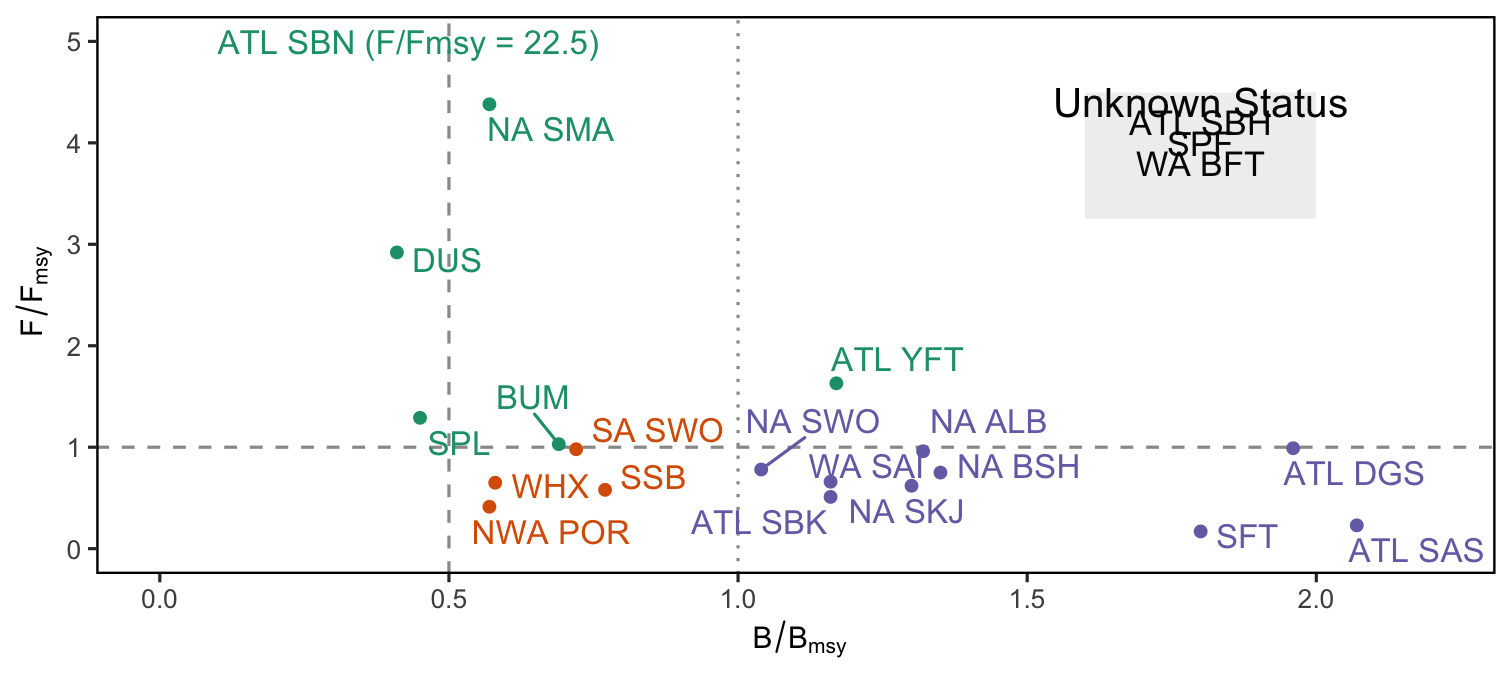 ATL SBN (F/Fmsy = 22.5)
5
NA SMA
Unknown Status
ATL SBH
SPF
WA BFT
4
3
DUS
F/Fmsy
2
ATL YFT
BUM
SA SWO
NA SWO
NA ALB
1
SPL
WHX
SSB
WA SAI
NA BSH
ATL DGS
NWA POR
ATL SBK
NA SKJ
SFT
ATL SAS
0
0.0
0.5
1.0
1.5
2.0
B/Bmsy